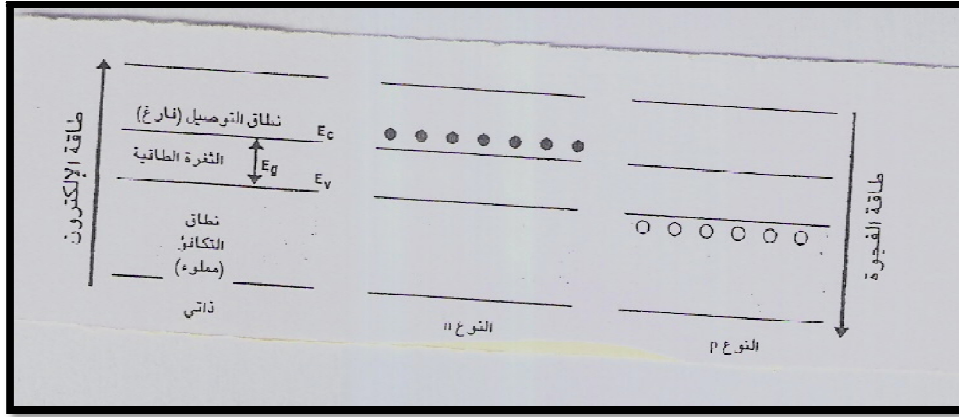 طاقة الإلكترون
نطاق التوصيل (فارغ)
Ec
الثغرة الطاقية
Eg
Ev
نطاق
التكافؤ
(مملوء)
ذاتي
النوع n
النوع p
طاقة الفجوة